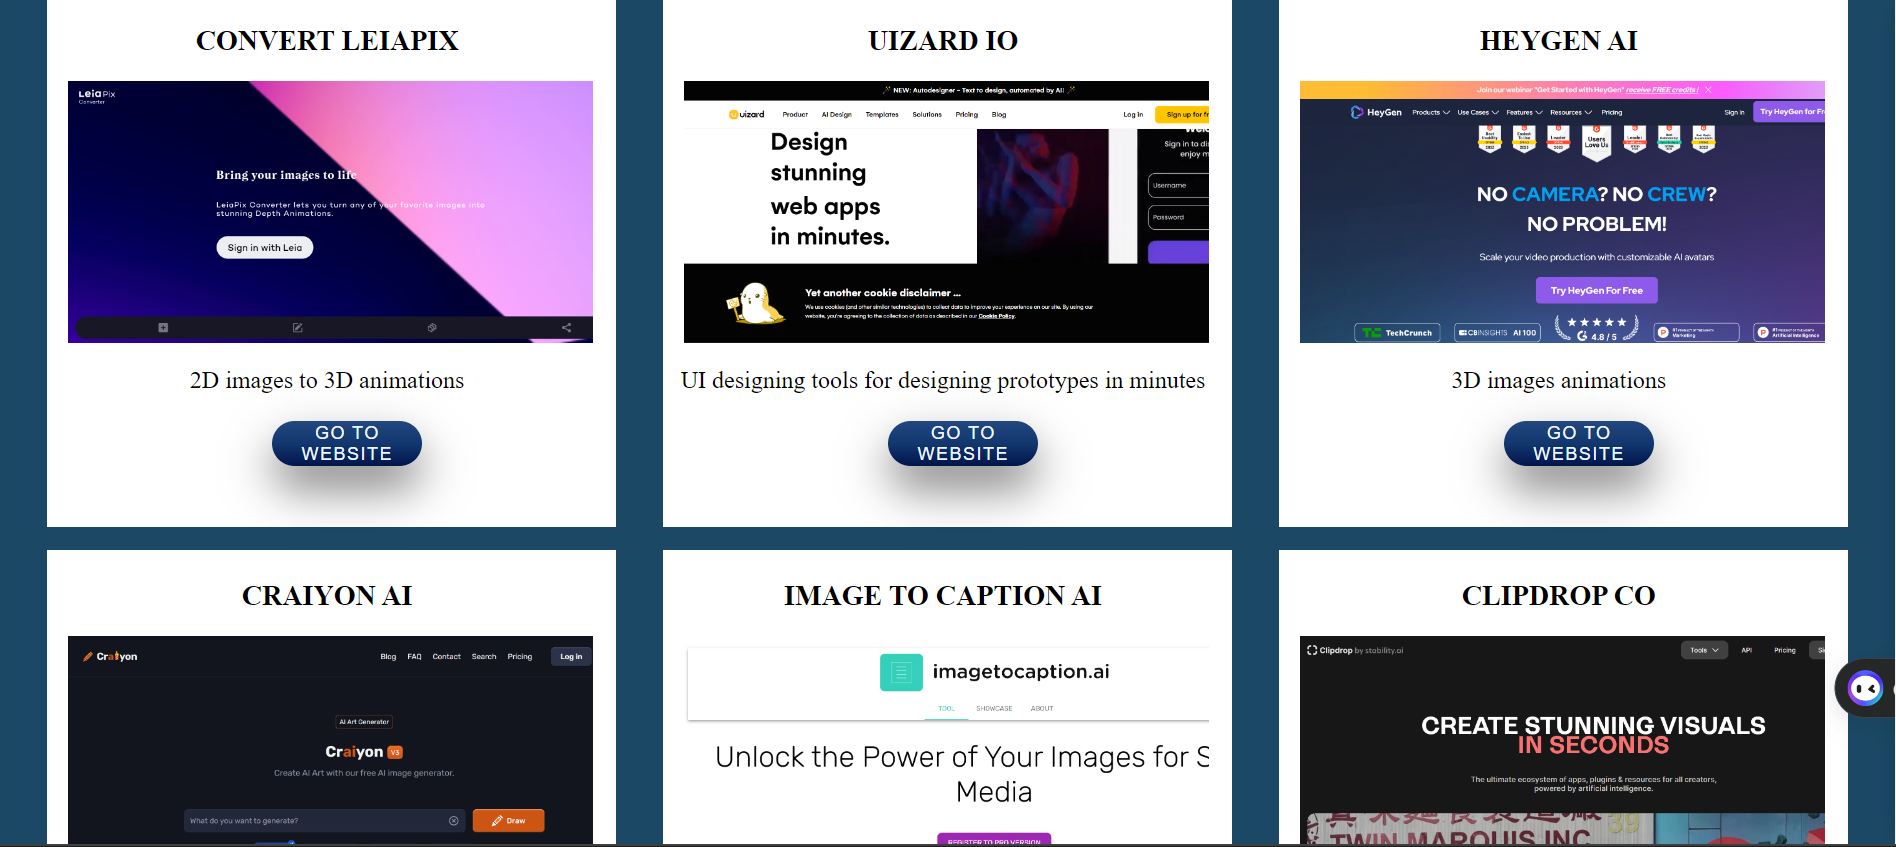 CONVERT LEIAPIX
Leia Pix
Converter
Bring your images to life
LeiaPix Converter lets you turn any of your favorite images into
stunning Depth Animations.
Sign in with Leia
2D images to 3D animations
GO TO
WEBSITE
UIZARD IO
NEW: Autodesigner - Text to design, automated by AI!
uizard Product AI Design Templates Solutions Pricing Blog Log in Sign up for fr
Design
stunning
web apps
in minutes.
Sign in to di
enjoy m
Username
Password
Yet another cookie disclaimer ...
We use cookies (and other similar technologies) to collect data to improve your experience on our site. By using our
website, you're agreeing to the collection of data as described in our Cookie Policy.
UI designing tools for designing prototypes in minutes
GO TO
WEBSITE
HEYGEN AI
Join our webinar "Get Started with HeyGen" receive FREE credits!
HeyGen Products Use Cases Features Resources Pricing Sign in Try HeyGen for Fr
Users
Love Us
Leader
Leader
NO CAMERA? NO CREW?
NO PROBLEM!
Scale your video production with customizable AI avatars
Try HeyGen For Free
TechCrunch
CBINSIGHTS AI 100
4.8 / 5
Marketing
Artificial Intelligence
3D images animations
GO TO
WEBSITE
CRAIYON AI
Craiyon Blog FAQ Contact Search Pricing Log in
AI Art Generator
Craiyon V3
Create AI Art with our free AI image generator.
What do you want to generate?
Draw
IMAGE TO CAPTION AI
imagetocaption.ai
TOOL SHOWCASE ABOUT
Unlock the Power of Your Images for S
Media
REGISTER TO PRO VERSION
CLIPDROP CO
Clipdrop by stability.ai Tools API Pricing
CREATE STUNNING VISUALS
IN SECONDS
The ultimate ecosystem of apps, plugins & resources for all creators,
powered by artificial intelligence.
39
TWIN MARQUIS INC